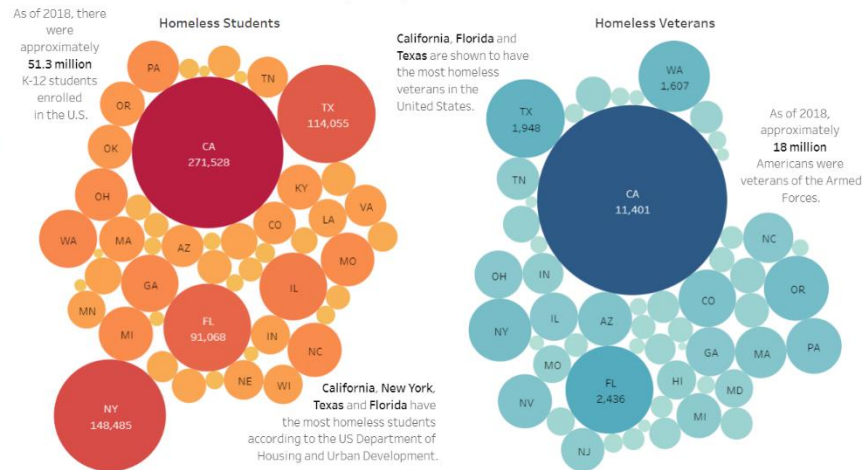 Homeless Students
Homeless Veterans
As of 2018, there
were
approximately
51.3 million
K-12 students
enrolled
in the U.S.
PA
TN
OR
TX
114,055
OK
CA
271,528
OH
KY
VA
LA
CO
WA
MA
AZ
MO
GA
IL
MN
FL
91,068
MI
IN
NC
NE
WI
NY
148,485
California, New York,
Texas and Florida have
the most homeless students
according to the US Department of
Housing and Urban Development.
California, Florida and
Texas are shown to have
the most homeless
veterans in the
United States.
WA
1,607
TX
1,948
As of 2018,
approximately
18 million
Americans were
veterans of the Armed
Forces.
TN
CA
11,401
NC
OH
IN
OR
CO
NY
IL
AZ
PA
GA
MA
MO
FL
2,436
HI
MD
NV
MI
NJ